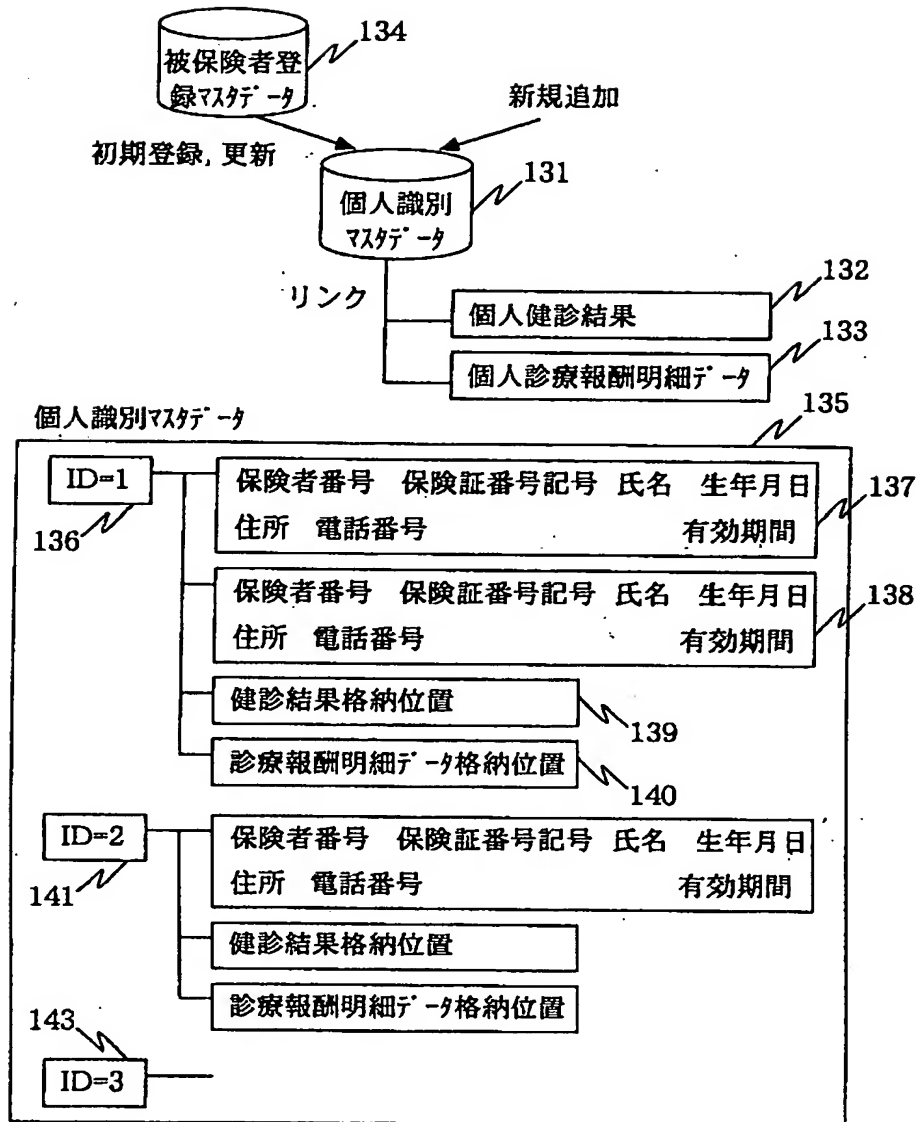 134
被保険者登
録マスタデータ
新規追加
初期登録, 更新
131
個人識別
マスタデータ
リンク
132
個人健診結果
133
個人診療報酬明細データ
個人識別マスタデータ
135
ID=1
136
保険者番号 保険証番号記号 氏名 生年月日
住所 電話番号 有効期間
137
保険者番号 保険証番号記号 氏名 生年月日
住所 電話番号 有効期間
138
健診結果格納位置
139
診療報酬明細データ格納位置
140
ID=2
141
保険者番号 保険証番号記号 氏名 生年月日
住所 電話番号 有効期間
健診結果格納位置
診療報酬明細データ格納位置
143
ID=3